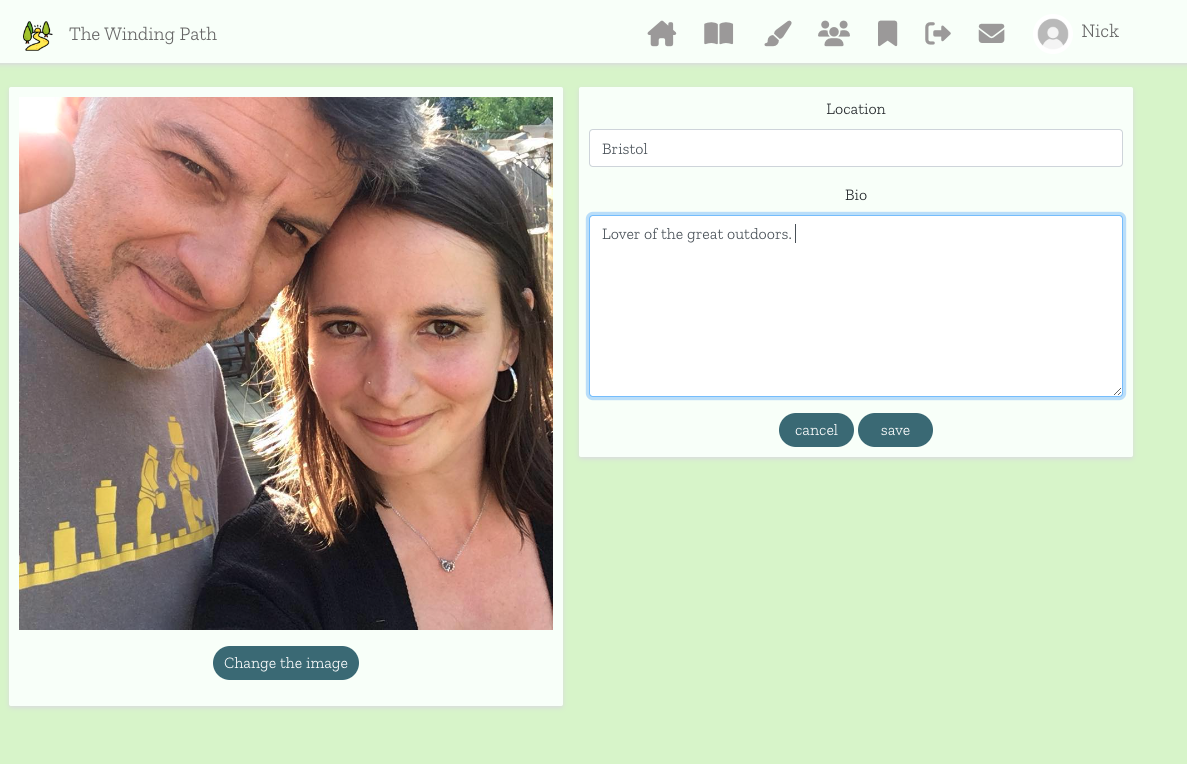 The Winding Path
Nick
Location
Bristol
Bio
Lover of the great outdoors.
cancel
save
Change the image